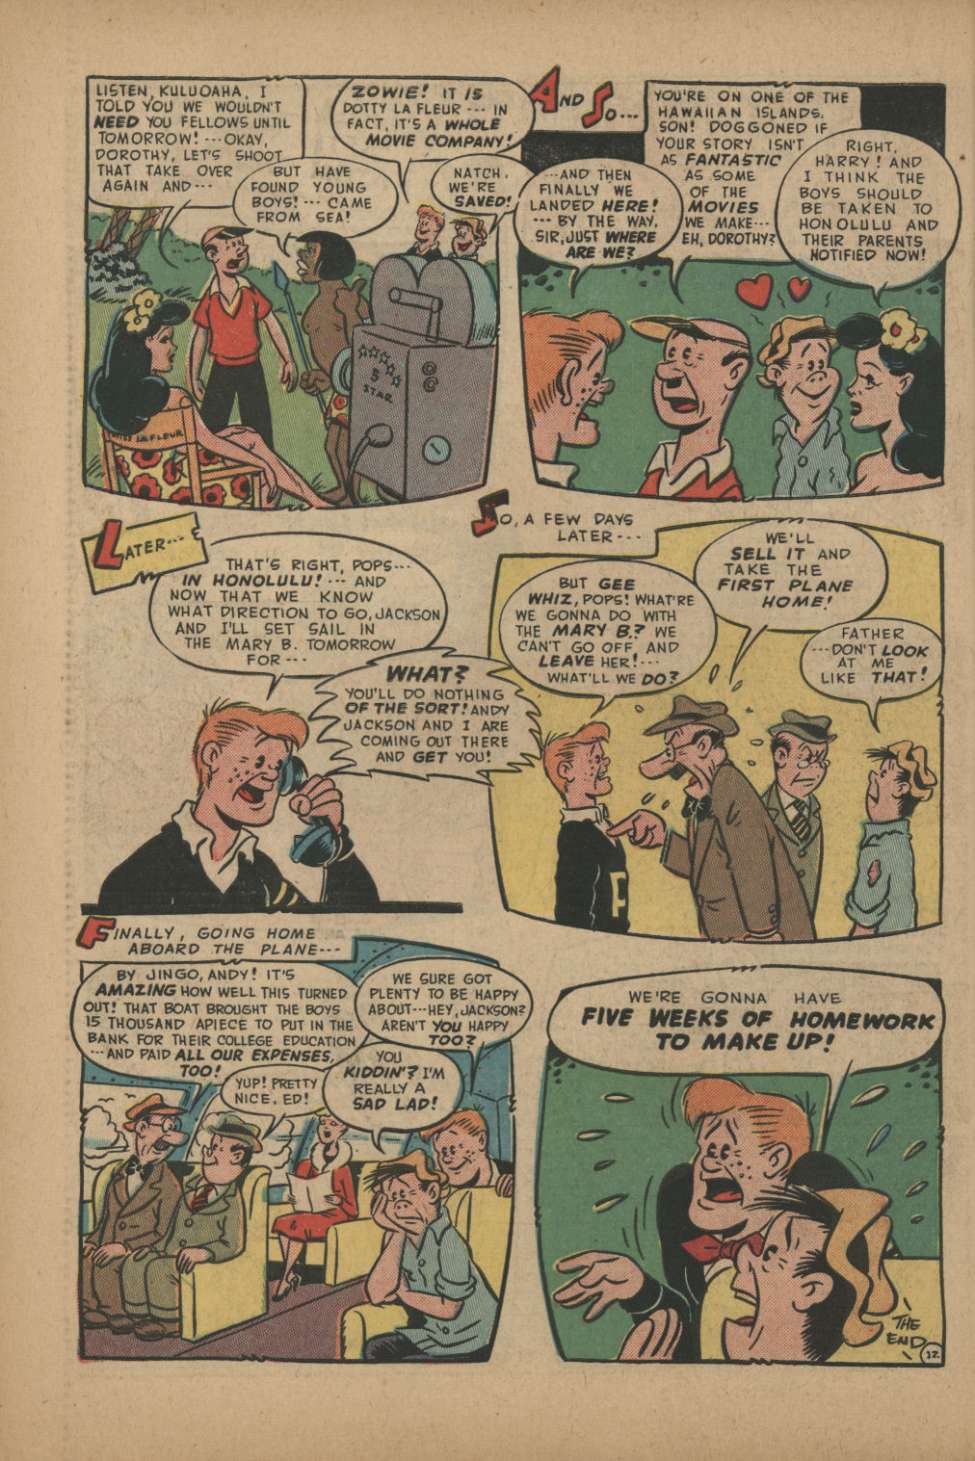 LISTEN, KULUOAHA, I
TOLD YOU WE WOULDN'T
NEED YOU FELLOWS UNTIL
TOMORROW! --- OKAY,
DOROTHY, LET'S SHOOT
THAT TAKE OVER
AGAIN AND ---
BUT HAVE
FOUND YOUNG
BOYS! --- CAME
FROM SEA!
ZOWIE! IT IS
DOTTY LA FLEUR --- IN
FACT, IT'S A WHOLE
MOVIE COMPANY!
NATCH.
WE'RE
SAVED!
MISS LA FLEUR
5
STAR
AND SO...
---AND THEN
FINALLY WE
LANDED HERE!
--- BY THE WAY,
SIR, JUST WHERE
ARE WE?
YOU'RE ON ONE OF THE
HAWAIIAN ISLANDS,
SON! DOGGONED IF
YOUR STORY ISN'T
AS FANTASTIC
AS SOME
OF THE
MOVIES
WE MAKE---
EH, DOROTHY?
RIGHT,
HARRY! AND
I THINK THE
BOYS SHOULD
BE TAKEN TO
HONOLULU AND
THEIR PARENTS
NOTIFIED NOW!
LATER---
THAT'S RIGHT, POPS---
IN HONOLULU! --- AND
NOW THAT WE KNOW
WHAT DIRECTION TO GO, JACKSON
AND I'LL SET SAIL IN
THE MARY B. TOMORROW
FOR ---
WHAT?
YOU'LL DO NOTHING
OF THE SORT! ANDY
JACKSON AND I ARE
COMING OUT THERE
AND GET YOU!
SO, A FEW DAYS
LATER ---
BUT GEE
WHIZ, POPS! WHAT'RE
WE GONNA DO WITH
THE MARY B.? WE
CAN'T GO OFF AND
LEAVE HER! ---
WHAT'LL WE DO?
WE'LL
SELL IT AND
TAKE THE
FIRST PLANE
HOME!
FATHER
---DON'T LOOK
AT ME
LIKE THAT!
F
FINALLY, GOING HOME
ABOARD THE PLANE---
BY JINGO, ANDY! IT'S
AMAZING HOW WELL THIS TURNED
OUT! THAT BOAT BROUGHT THE BOYS
15 THOUSAND APIECE TO PUT IN THE
BANK FOR THEIR COLLEGE EDUCATION
---AND PAID ALL OUR EXPENSES,
TOO!
YUP! PRETTY
NICE, ED!
WE SURE GOT
PLENTY TO BE HAPPY
ABOUT---HEY, JACKSON?
AREN'T YOU HAPPY
TOO?
YOU
KIDDIN'? I'M
REALLY A
SAD LAD!
WE'RE GONNA HAVE
FIVE WEEKS OF HOMEWORK
TO MAKE UP!
THE
END
12